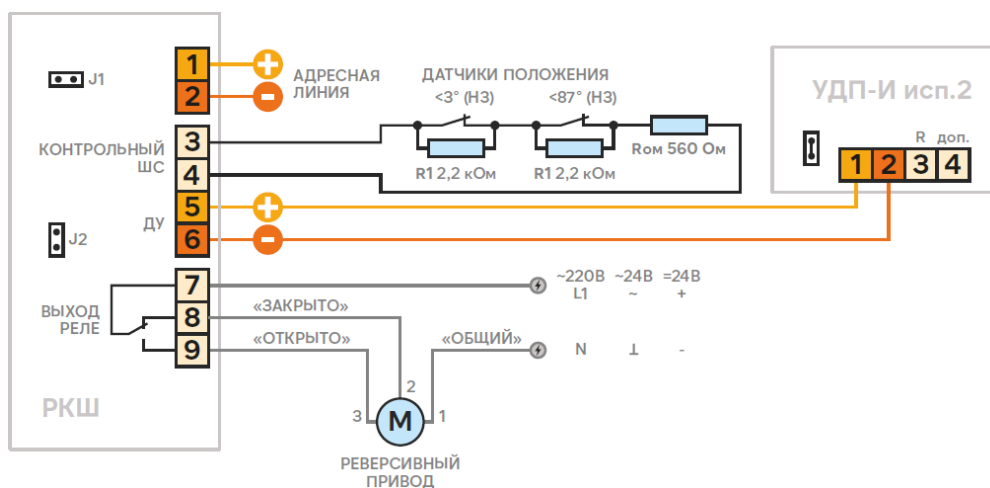 J1
1
2
АДРЕСНАЯ
ЛИНИЯ
ДАТЧИКИ ПОЛОЖЕНИЯ
<3° (НЗ)
<87° (НЗ)
R1 2,2 кОм
R1 2,2 кОм
Rом 560 Ом
УДП-И исп.2
R доп.
1 2 3 4
КОНТРОЛЬНЫЙ
ШС
3
4
ДУ
5
6
J2
ВЫХОД
РЕЛЕ
7
8
9
«ЗАКРЫТО»
«ОТКРЫТО»
«ОБЩИЙ»
~220В ~24В =24В
L1 ~ +
N ⊥ -
2
3 М 1
РЕВЕРСИВНЫЙ
ПРИВОД
РКШ